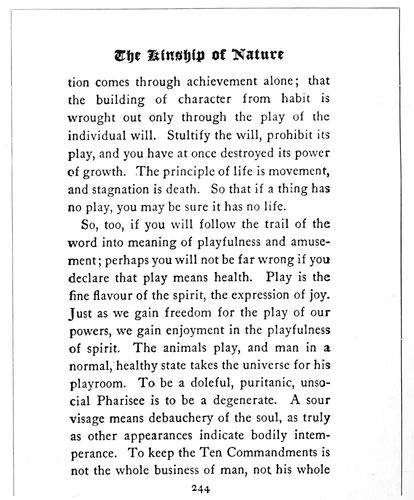 The Kinship of Nature
tion comes through achievement alone; that
the building of character from habit is
wrought out only through the play of the
individual will. Stultify the will, prohibit its
play, and you have at once destroyed its power
of growth. The principle of life is movement,
and stagnation is death. So that if a thing has
no play, you may be sure it has no life.
So, too, if you will follow the trail of the
word into meaning of playfulness and amuse-
ment; perhaps you will not be far wrong if you
declare that play means health. Play is the
fine flavour of the spirit, the expression of joy.
Just as we gain freedom for the play of our
powers, we gain enjoyment in the playfulness
of spirit. The animals play, and man in a
normal, healthy state takes the universe for his
playroom. To be a doleful, puritanic, unso-
cial Pharisee is to be a degenerate. A sour
visage means debauchery of the soul, as truly
as other appearances indicate bodily intem-
perance. To keep the Ten Commandments is
not the whole business of man, not his whole
244